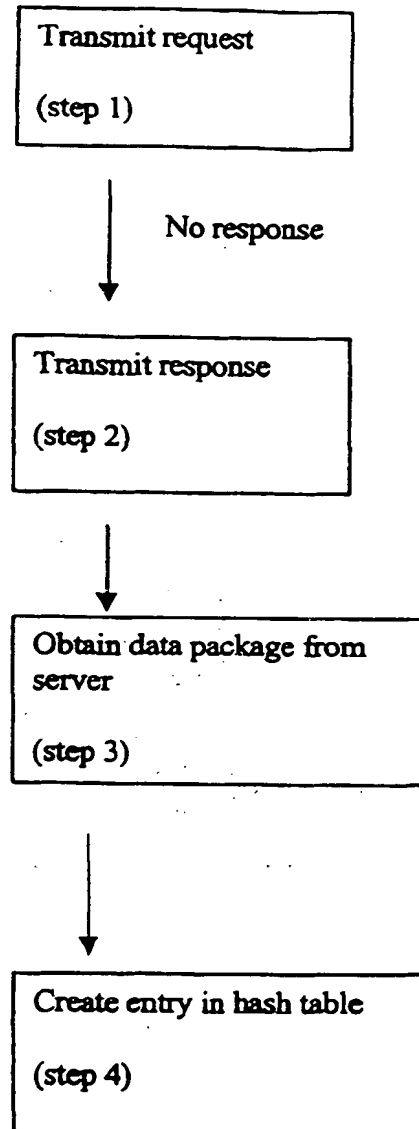 Transmit request
(step 1)
No response
Transmit response
(step 2)
Obtain data package from
server
(step 3)
Create entry in hash table
(step 4)